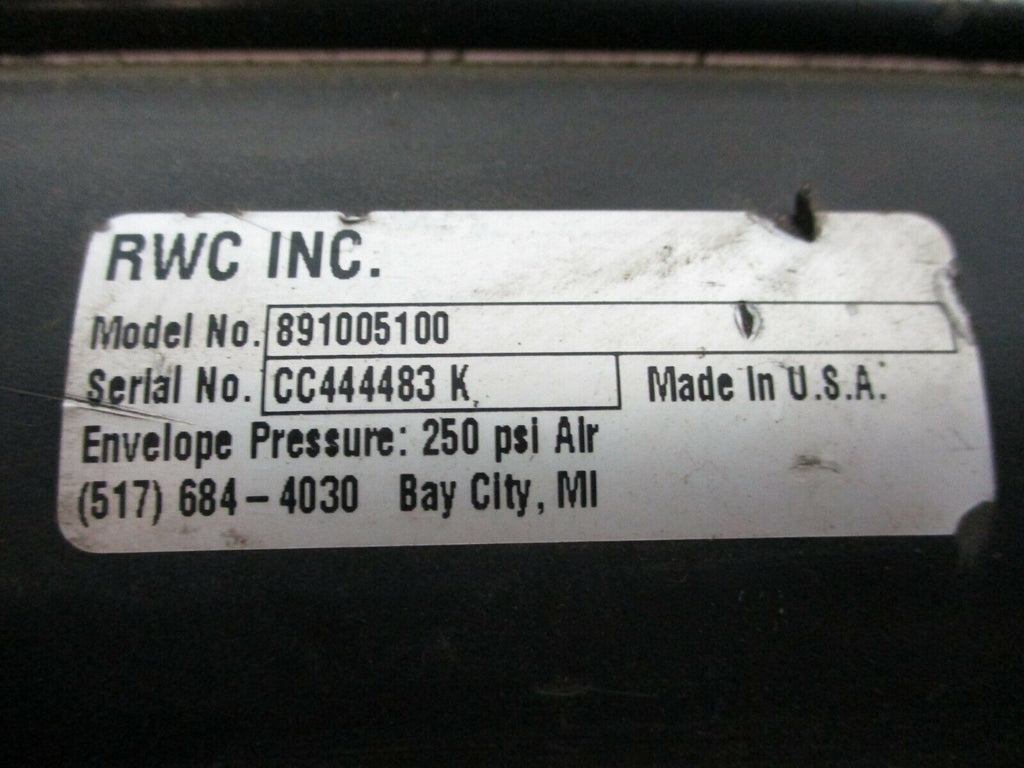 RWC INC.
Model No. 891005100
Serial No. CC444483 K Made In U.S.A.
Envelope Pressure: 250 psi Air
(517) 684-4030 Bay City, MI